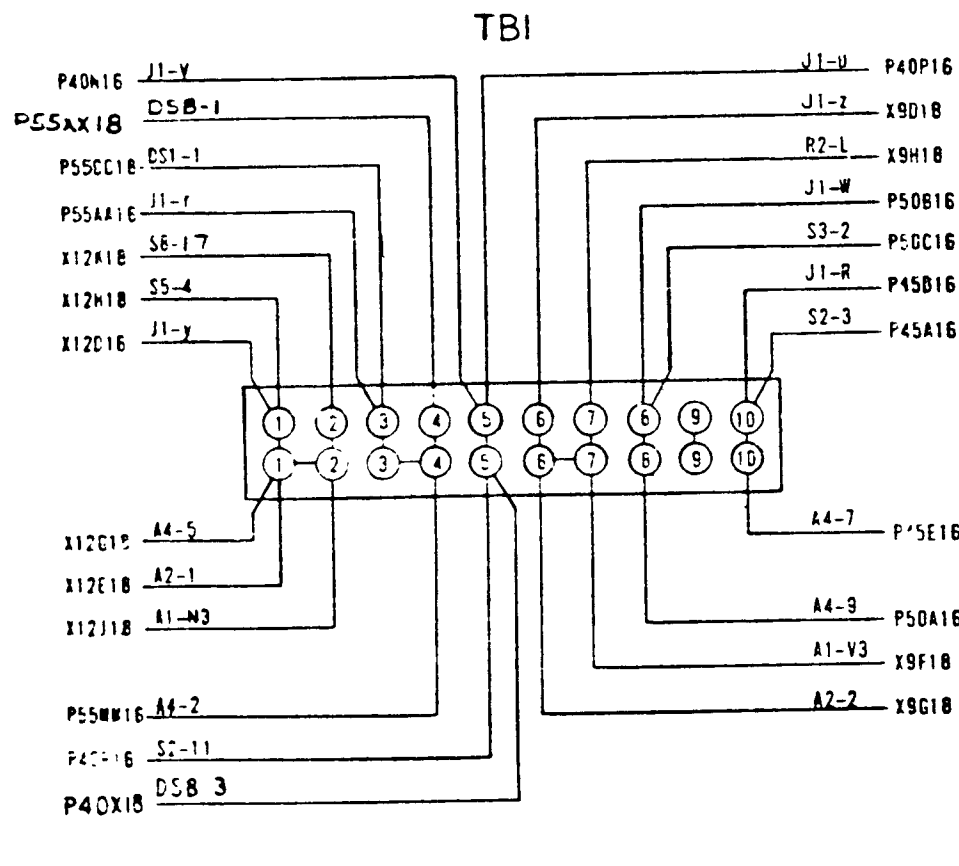 TB1
P40N16 J1-V
J1-U P40P16
P55AX18 DS8-1
J1-z X9D18
P55CC18 DS1-1
R2-L X9H18
P55AA16 J1-r
J1-W P50B16
X12K18 S6-17
S3-2 P50C16
X12H18 S5-4
J1-R P45B16
X12D16 J1-y
S2-3 P45A16
1 2 3 4 5 6 7 8 9 10
1 2 3 4 5 6 7 8 9 10
X12G18 A4-5
A4-7
X12E18 A2-1
X12J18 A1-N3
A4-9 P50A16
A1-V3 X9F18
P55MM16 A4-2
A2-2 X9G18
S2-11
P40X18 DS8 3